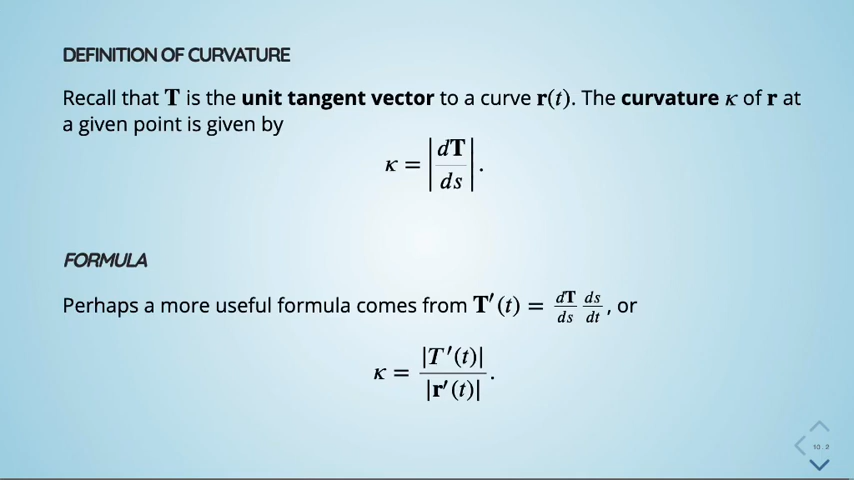 DEFINITION OF CURVATURE
Recall that T is the unit tangent vector to a curve r(t). The curvature κ of r at
a given point is given by
κ = |dT/ds|.
FORMULA
Perhaps a more useful formula comes from T′(t) = dT/ds ds/dt, or
κ = |T′(t)|/|r′(t)|.
10.2